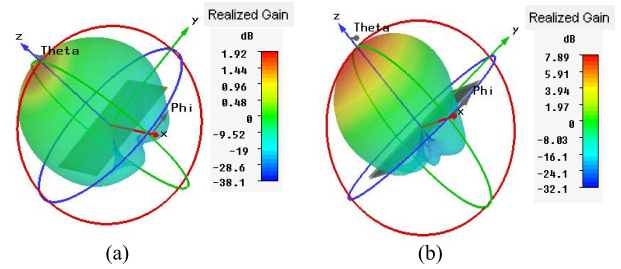 z
Theta
y
Phi
x
Realized Gain
dB
1.92
1.44
0.96
0.48
0
-9.52
-19
-28.6
-38.1
(a)
z
Theta
y
Phi
x
Realized Gain
dB
7.89
5.91
3.94
1.97
0
-8.03
-16.1
-24.1
-32.1
(b)